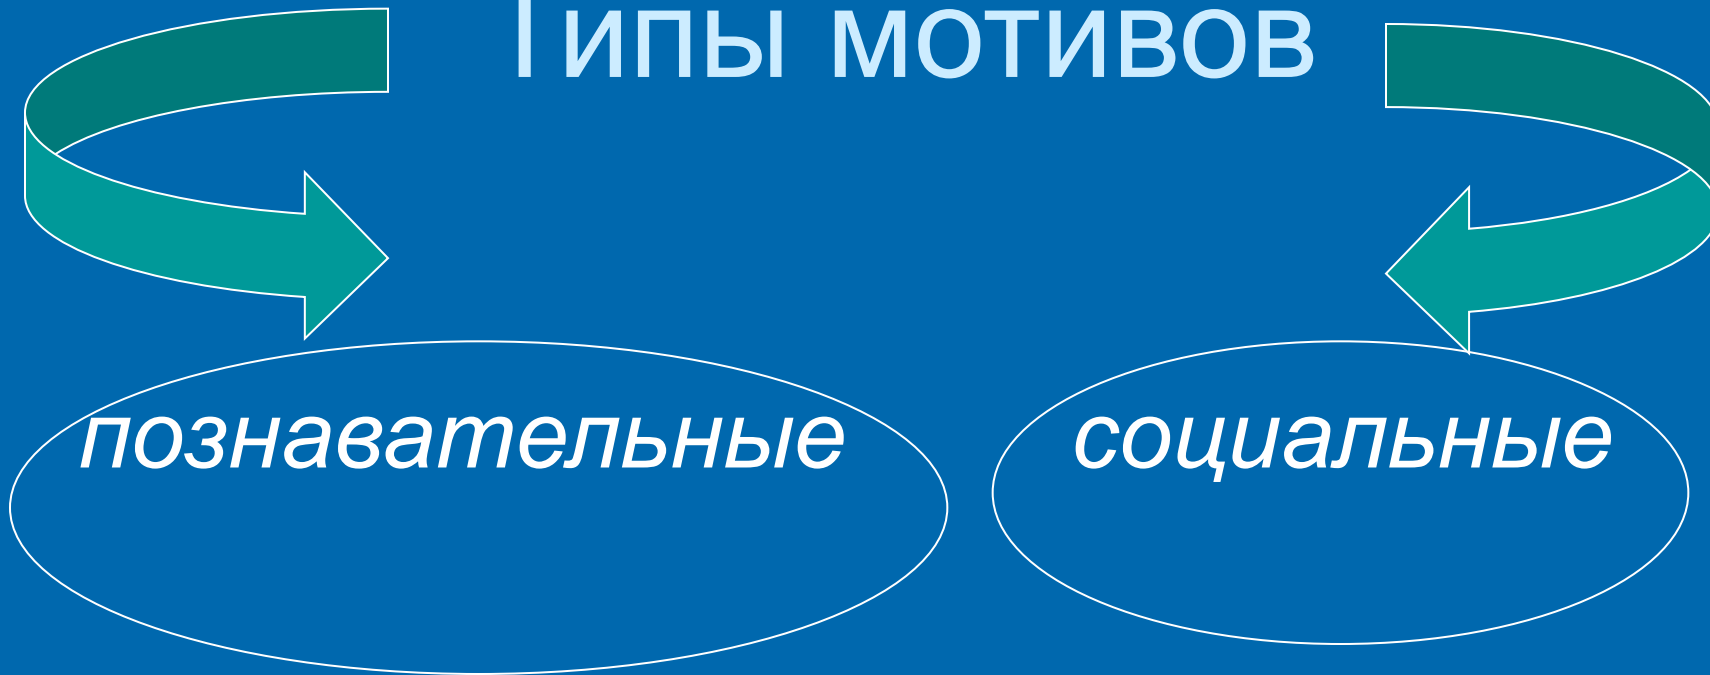 Типы мотивов
познавательные
социальные